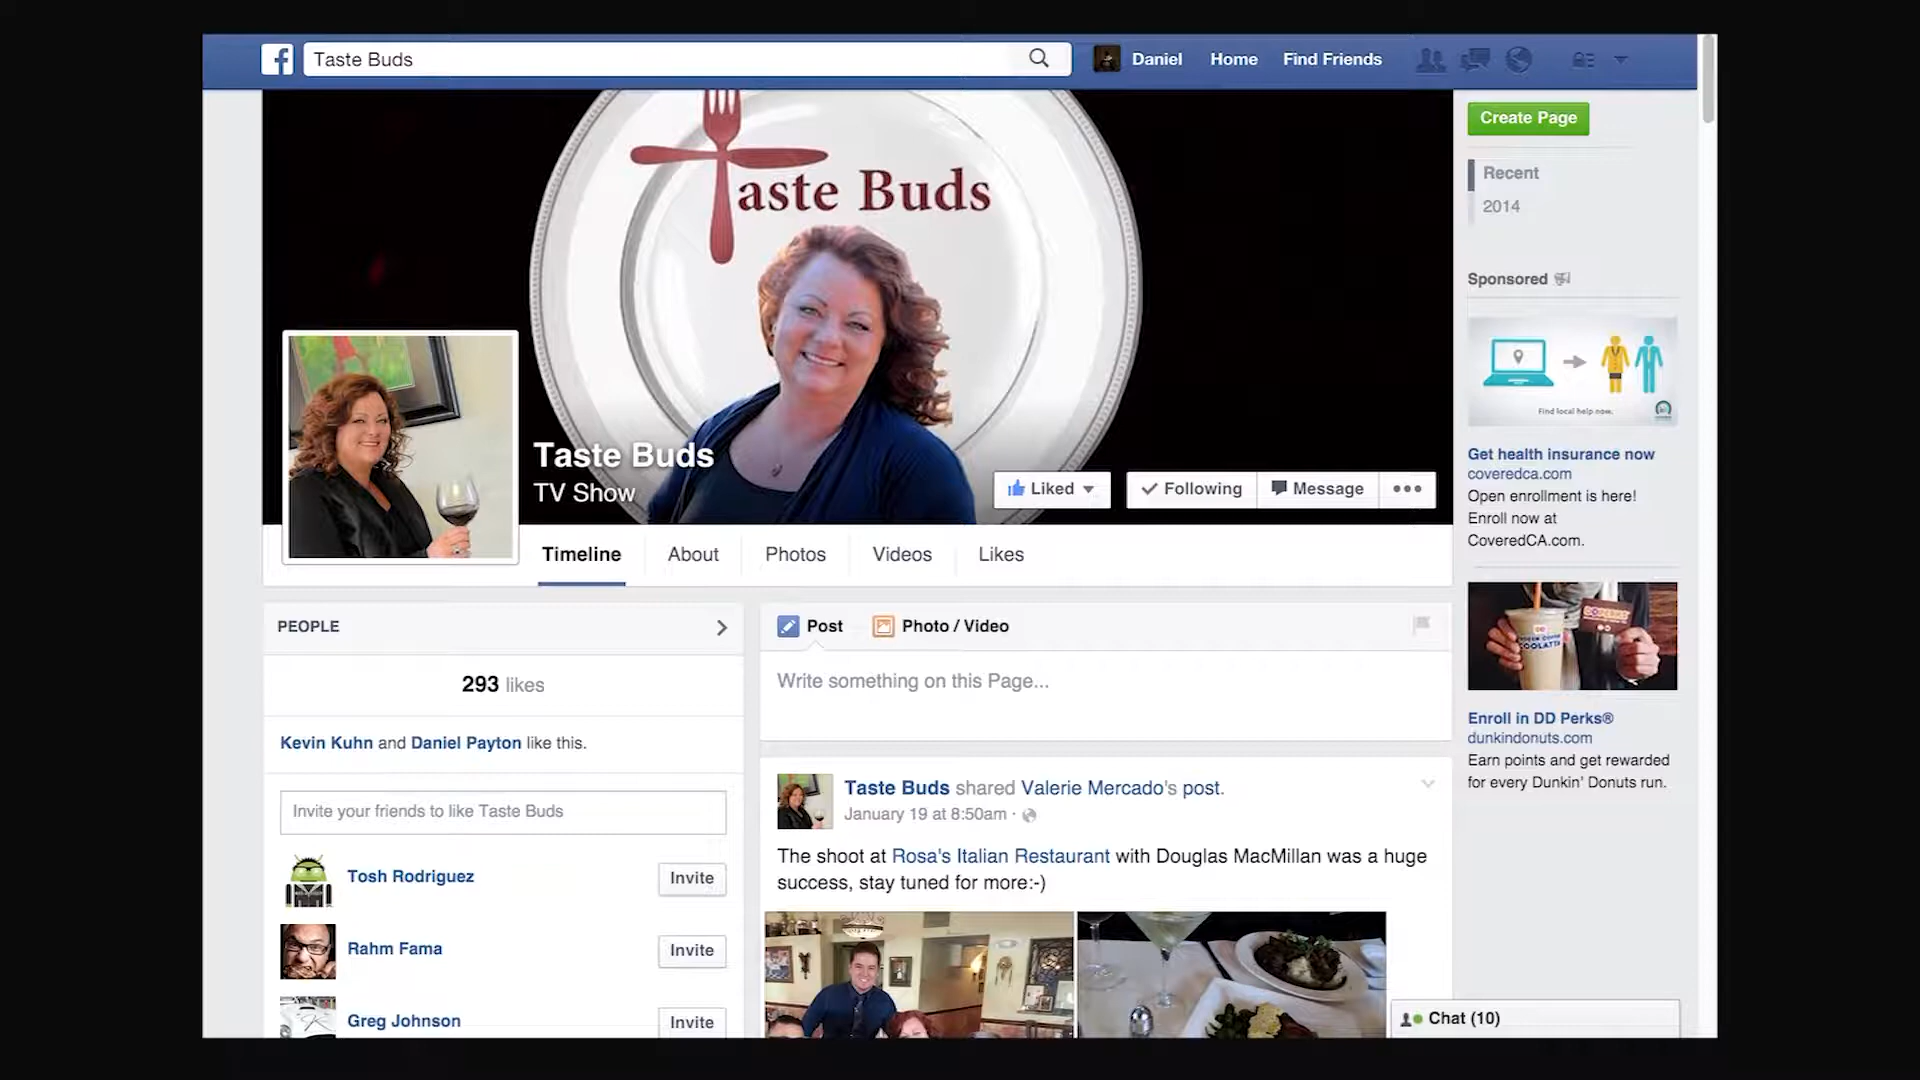 Taste Buds
Daniel
Home
Find Friends
aste Buds
Taste Buds
TV Show
Liked
Following
Message
Timeline
About
Photos
Videos
Likes
PEOPLE
293 likes
Kevin Kuhn and Daniel Payton like this.
Invite your friends to like Taste Buds
Tosh Rodriguez
Invite
Rahm Fama
Invite
Greg Johnson
Invite
Post
Photo / Video
Write something on this Page...
Taste Buds shared Valerie Mercado's post.
January 19 at 8:50am ·
The shoot at Rosa's Italian Restaurant with Douglas MacMillan was a huge
success, stay tuned for more:-)
Create Page
Recent
2014
Sponsored
Find local help now.
Get health insurance now
coveredca.com
Open enrollment is here!
Enroll now at
CoveredCA.com.
Enroll in DD Perks®
dunkindonuts.com
Earn points and get rewarded
for every Dunkin' Donuts run.
Chat (10)